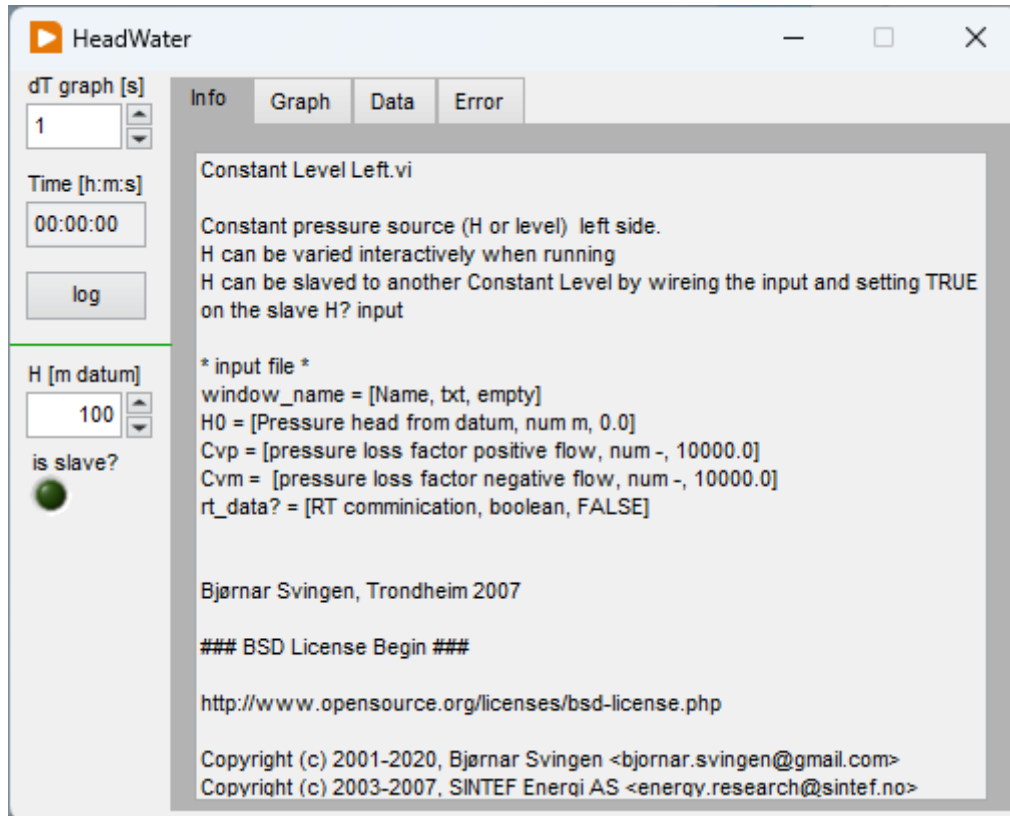 HeadWater
dT graph [s]
1
Time [h:m:s]
00:00:00
log
H [m datum]
100
is slave?
Info Graph Data Error
Constant Level Left.vi
Constant pressure source (H or level)  left side.
H can be varied interactively when running
H can be slaved to another Constant Level by wireing the input and setting TRUE
on the slave H? input
* input file *
window_name = [Name, txt, empty]
H0 = [Pressure head from datum, num m, 0.0]
Cvp = [pressure loss factor positive flow, num -, 10000.0]
Cvm =  [pressure loss factor negative flow, num -, 10000.0]
rt_data? = [RT comminication, boolean, FALSE]
Bjørnar Svingen, Trondheim 2007
### BSD License Begin ###
http://www.opensource.org/licenses/bsd-license.php
Copyright (c) 2001-2020, Bjørnar Svingen <bjornar.svingen@gmail.com>
Copyright (c) 2003-2007, SINTEF Energi AS <energy.research@sintef.no>